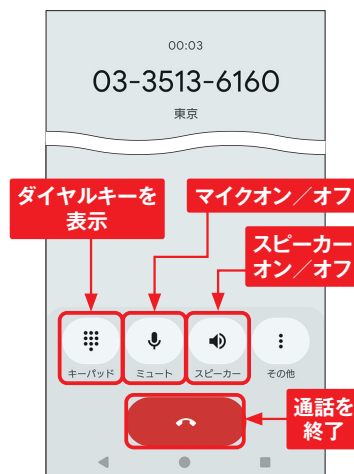 00:03
03-3513-6160
東京
ダイヤルキーを
表示
マイクオン／オフ
スピーカー
オン／オフ
キーパッド
ミュート
スピーカー
その他
通話を
終了